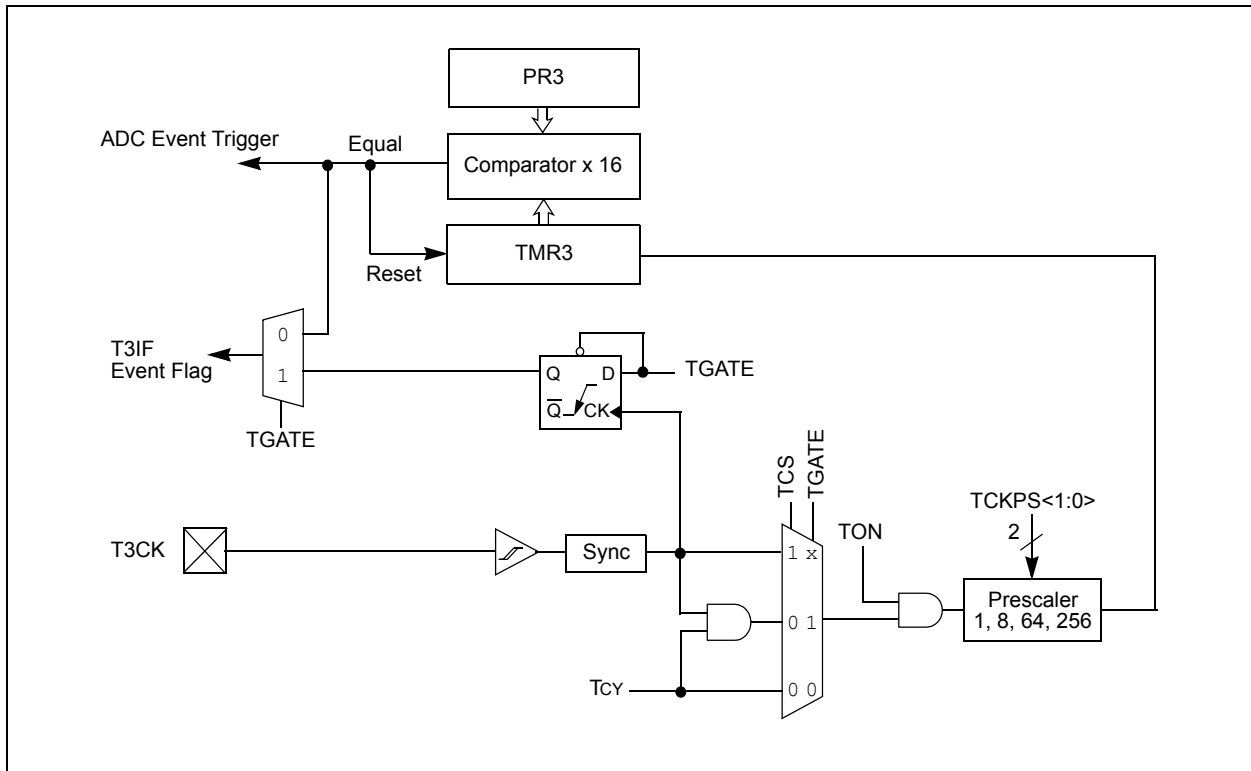 PR3
ADC Event Trigger
Equal
Comparator x 16
TMR3
Reset
0
T3IF
Event Flag
1
TGATE
Q D
Q̅ CK
TGATE
TCS
TGATE
TCKPS<1:0>
2
TON
T3CK
Sync
1 x
Prescaler
1, 8, 64, 256
0 1
TCY
0 0